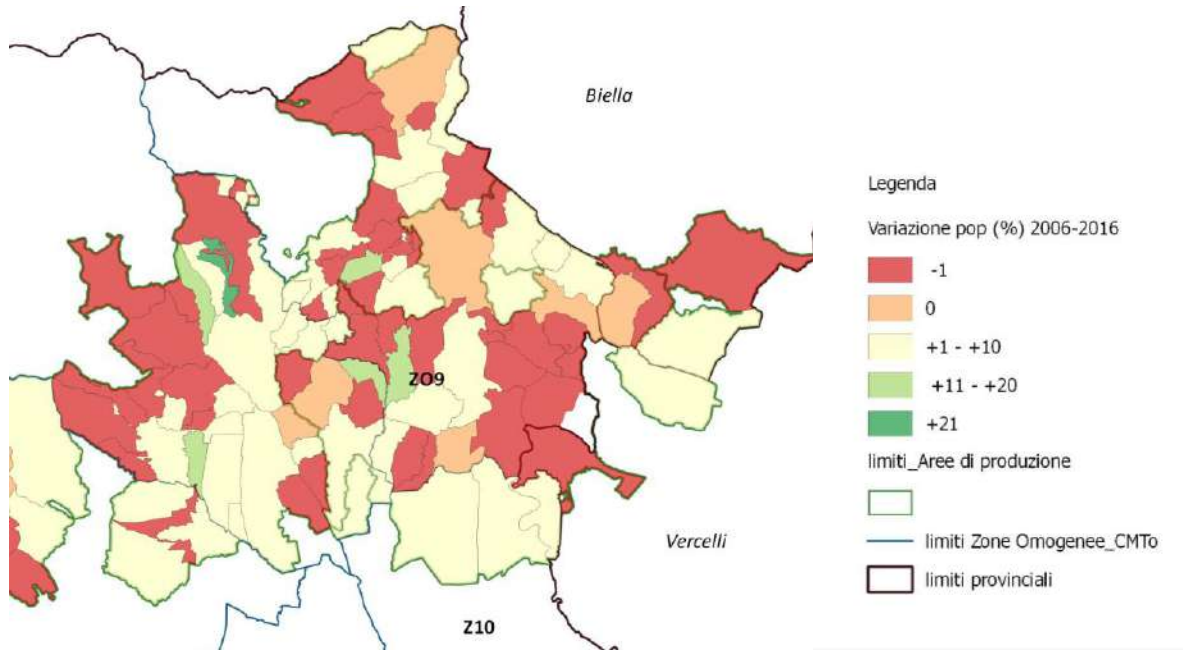 Biella
ZO9
Vercelli
Z10
Legenda
Variazione pop (%) 2006-2016
-1
0
+1 - +10
+11 - +20
+21
limiti_Aree di produzione
limiti Zone Omogenee_CMTo
limiti provinciali